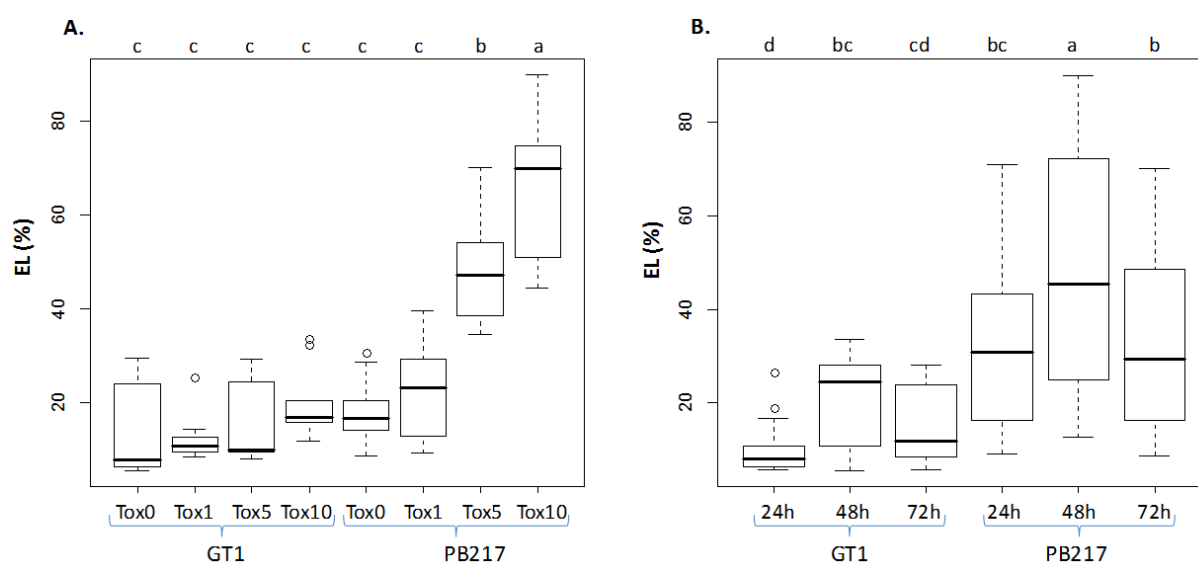 A.
c c c c c c b a
EL (%)
80
60
40
20
Tox0 Tox1 Tox5 Tox10 Tox0 Tox1 Tox5 Tox10
GT1 PB217
B.
d bc cd bc a b
EL (%)
80
60
40
20
24h 48h 72h 24h 48h 72h
GT1 PB217